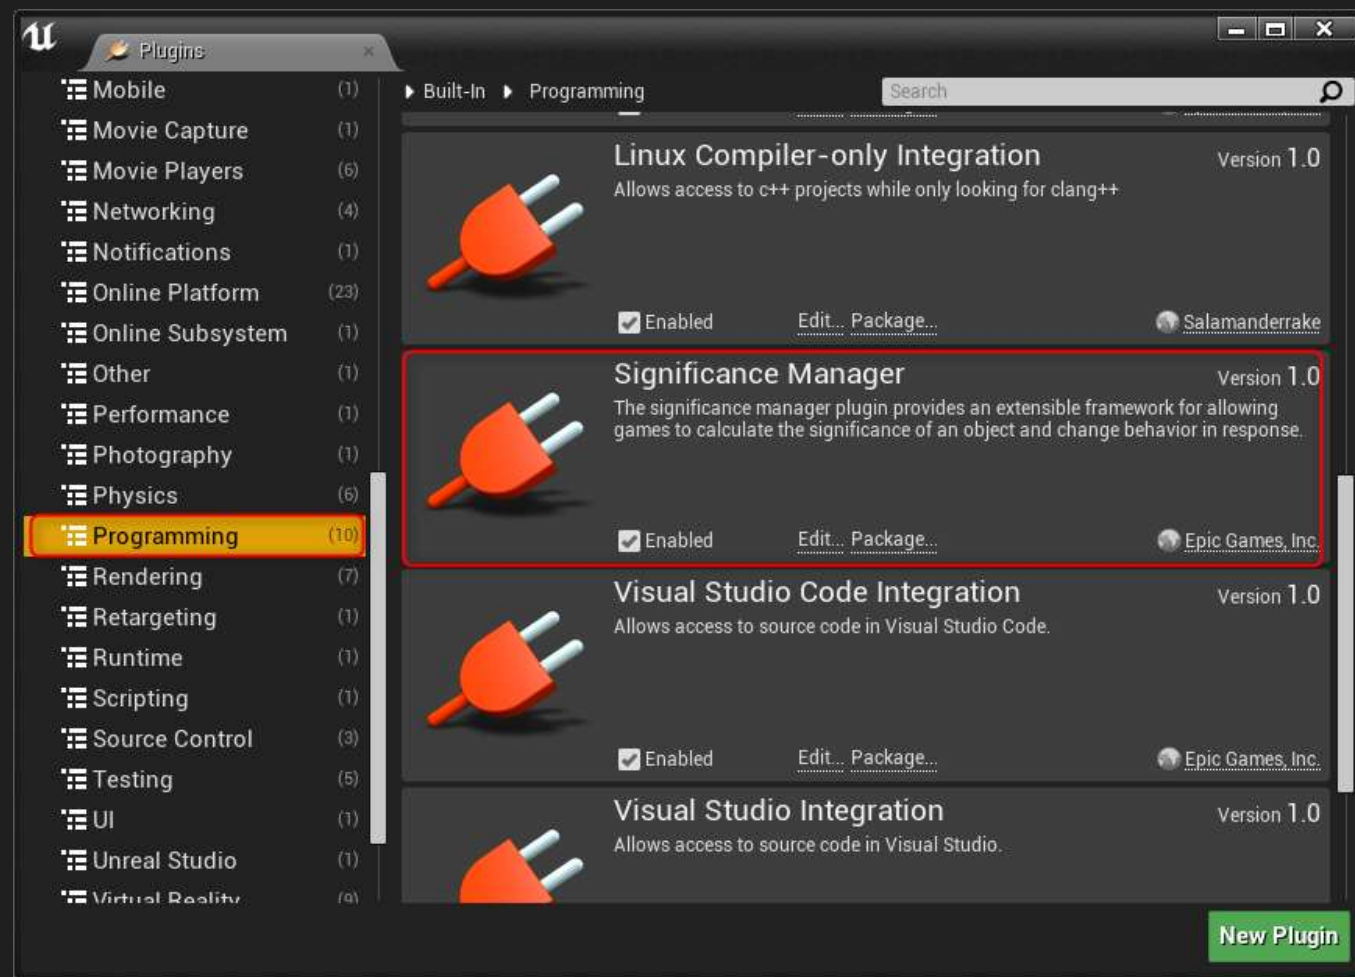 Plugins
Mobile (1)
Movie Capture (1)
Movie Players (6)
Networking (4)
Notifications (1)
Online Platform (23)
Online Subsystem (1)
Other (1)
Performance (1)
Photography (1)
Physics (6)
Programming (10)
Rendering (7)
Retargeting (1)
Runtime (1)
Scripting (1)
Source Control (3)
Testing (5)
UI (1)
Unreal Studio (1)
Virtual Reality (9)
Built-In Programming
Search
Linux Compiler-only Integration Version 1.0
Allows access to c++ projects while only looking for clang++
Enabled Edit... Package... Salamanderrake
Significance Manager Version 1.0
The significance manager plugin provides an extensible framework for allowing
games to calculate the significance of an object and change behavior in response.
Enabled Edit... Package... Epic Games, Inc.
Visual Studio Code Integration Version 1.0
Allows access to source code in Visual Studio Code.
Enabled Edit... Package... Epic Games, Inc.
Visual Studio Integration Version 1.0
Allows access to source code in Visual Studio.
New Plugin